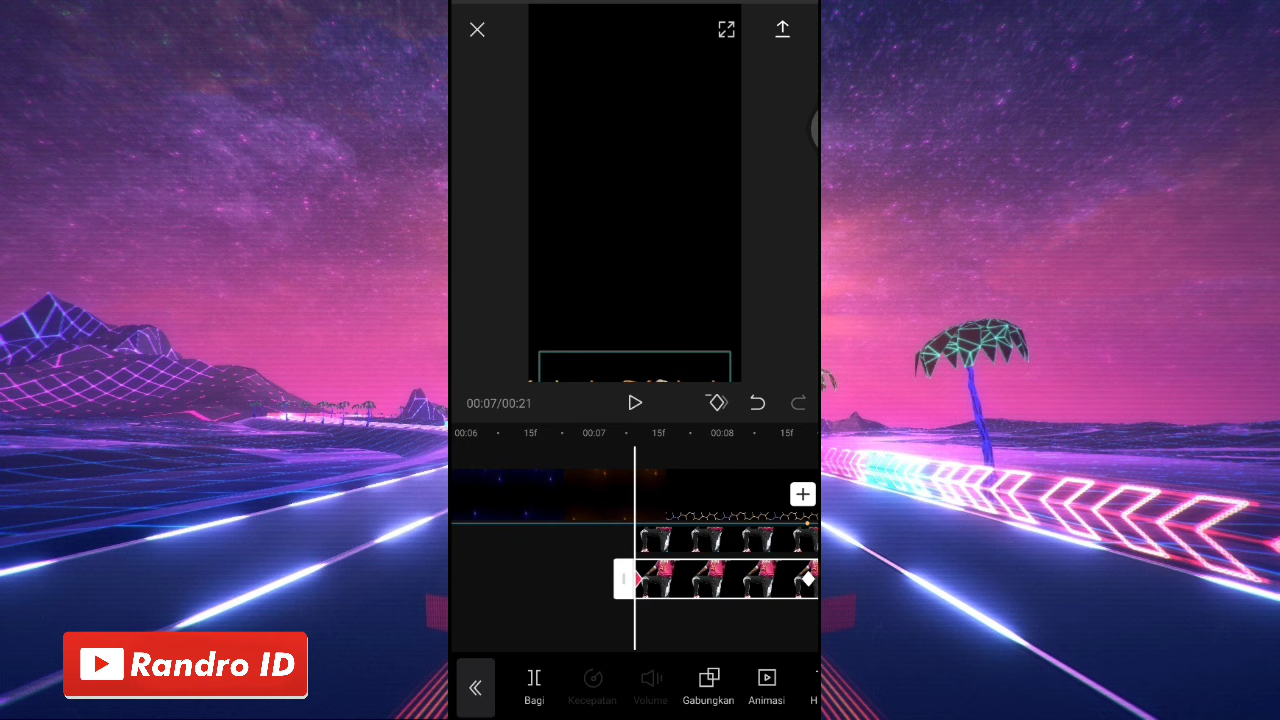 00:07/00:21
00:06 15f 00:07 15f 00:08 15f
Bagi Kecepatan Volume Gabungkan Animasi H
Randro ID